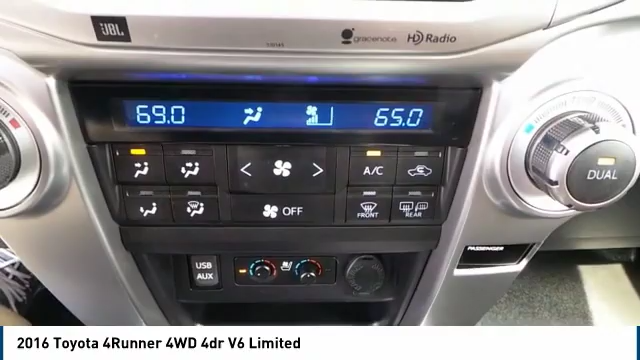 JBL
gracenote HD Radio
69.0 65.0
A/C
DUAL
OFF
FRONT
REAR
USB
AUX
PASSENGER
2016 Toyota 4Runner 4WD 4dr V6 Limited